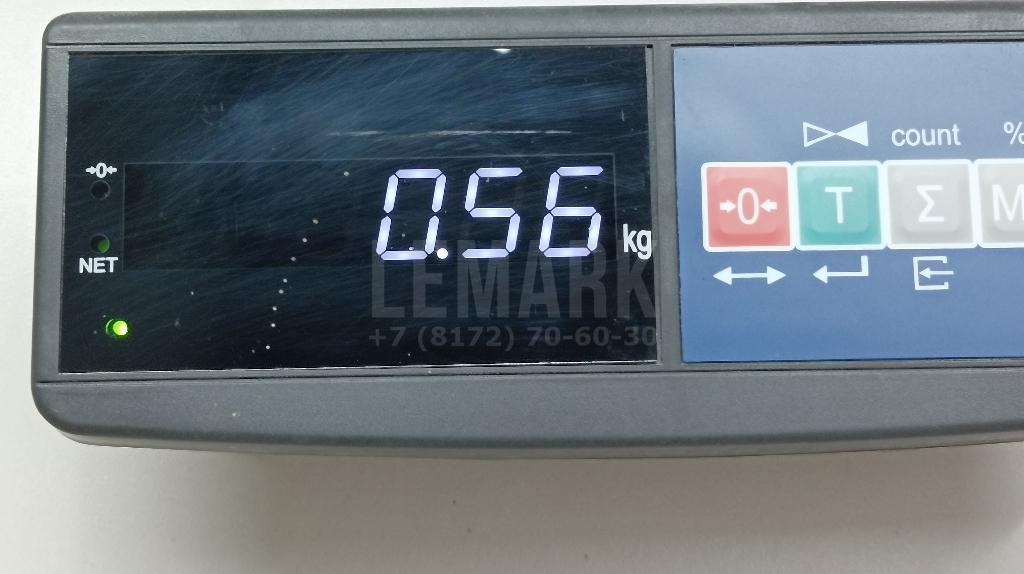 →0←
NET
0.56 kg
LEMARK
+7 (8172) 70-60-30
count %
→0← T Σ M